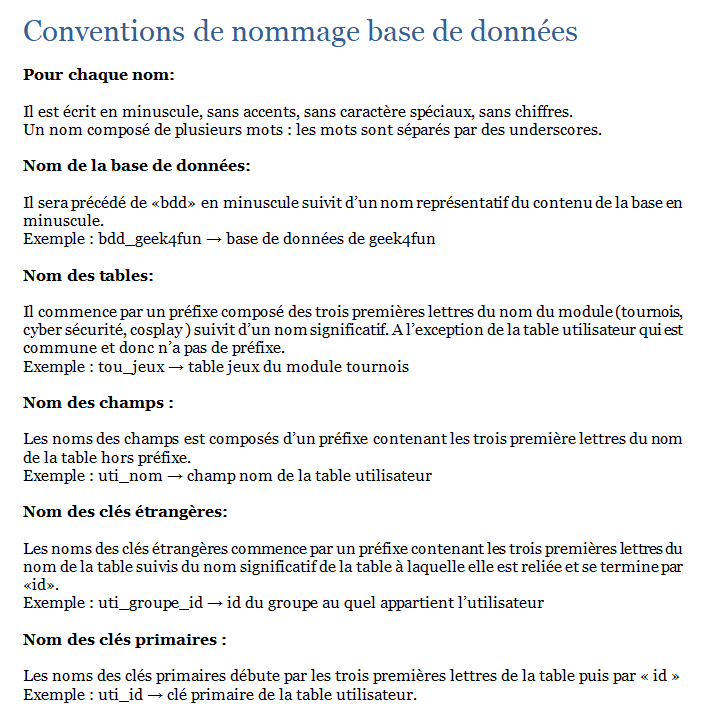 Conventions de nommage base de données
Pour chaque nom:
Il est écrit en minuscule, sans accents, sans caractère spéciaux, sans chiffres.
Un nom composé de plusieurs mots : les mots sont séparés par des underscores.
Nom de la base de données:
Il sera précédé de «bdd» en minuscule suivit d’un nom représentatif du contenu de la base en
minuscule.
Exemple : bdd_geek4fun → base de données de geek4fun
Nom des tables:
Il commence par un préfixe composé des trois premières lettres du nom du module (tournois,
cyber sécurité, cosplay ) suivit d’un nom significatif. A l’exception de la table utilisateur qui est
commune et donc n’a pas de préfixe.
Exemple : tou_jeux → table jeux du module tournois
Nom des champs :
Les noms des champs est composés d’un préfixe contenant les trois première lettres du nom
de la table hors préfixe.
Exemple : uti_nom → champ nom de la table utilisateur
Nom des clés étrangères:
Les noms des clés étrangères commence par un préfixe contenant les trois premières lettres du
nom de la table suivis du nom significatif de la table à laquelle elle est reliée et se termine par
«id».
Exemple : uti_groupe_id → id du groupe au quel appartient l’utilisateur
Nom des clés primaires :
Les noms des clés primaires débute par les trois premières lettres de la table puis par « id »
Exemple : uti_id → clé primaire de la table utilisateur.